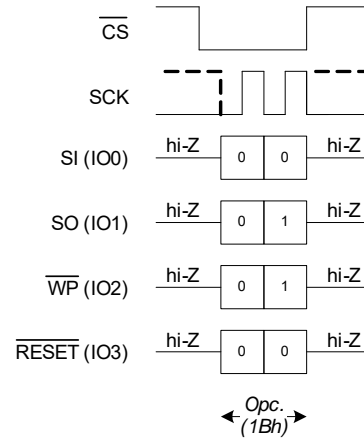 CS
SCK
hi-Z hi-Z
SI (IO0) 0 0
hi-Z hi-Z
SO (IO1) 0 1
hi-Z hi-Z
WP (IO2) 0 1
hi-Z hi-Z
RESET (IO3) 0 0
Opc.
(1Bh)